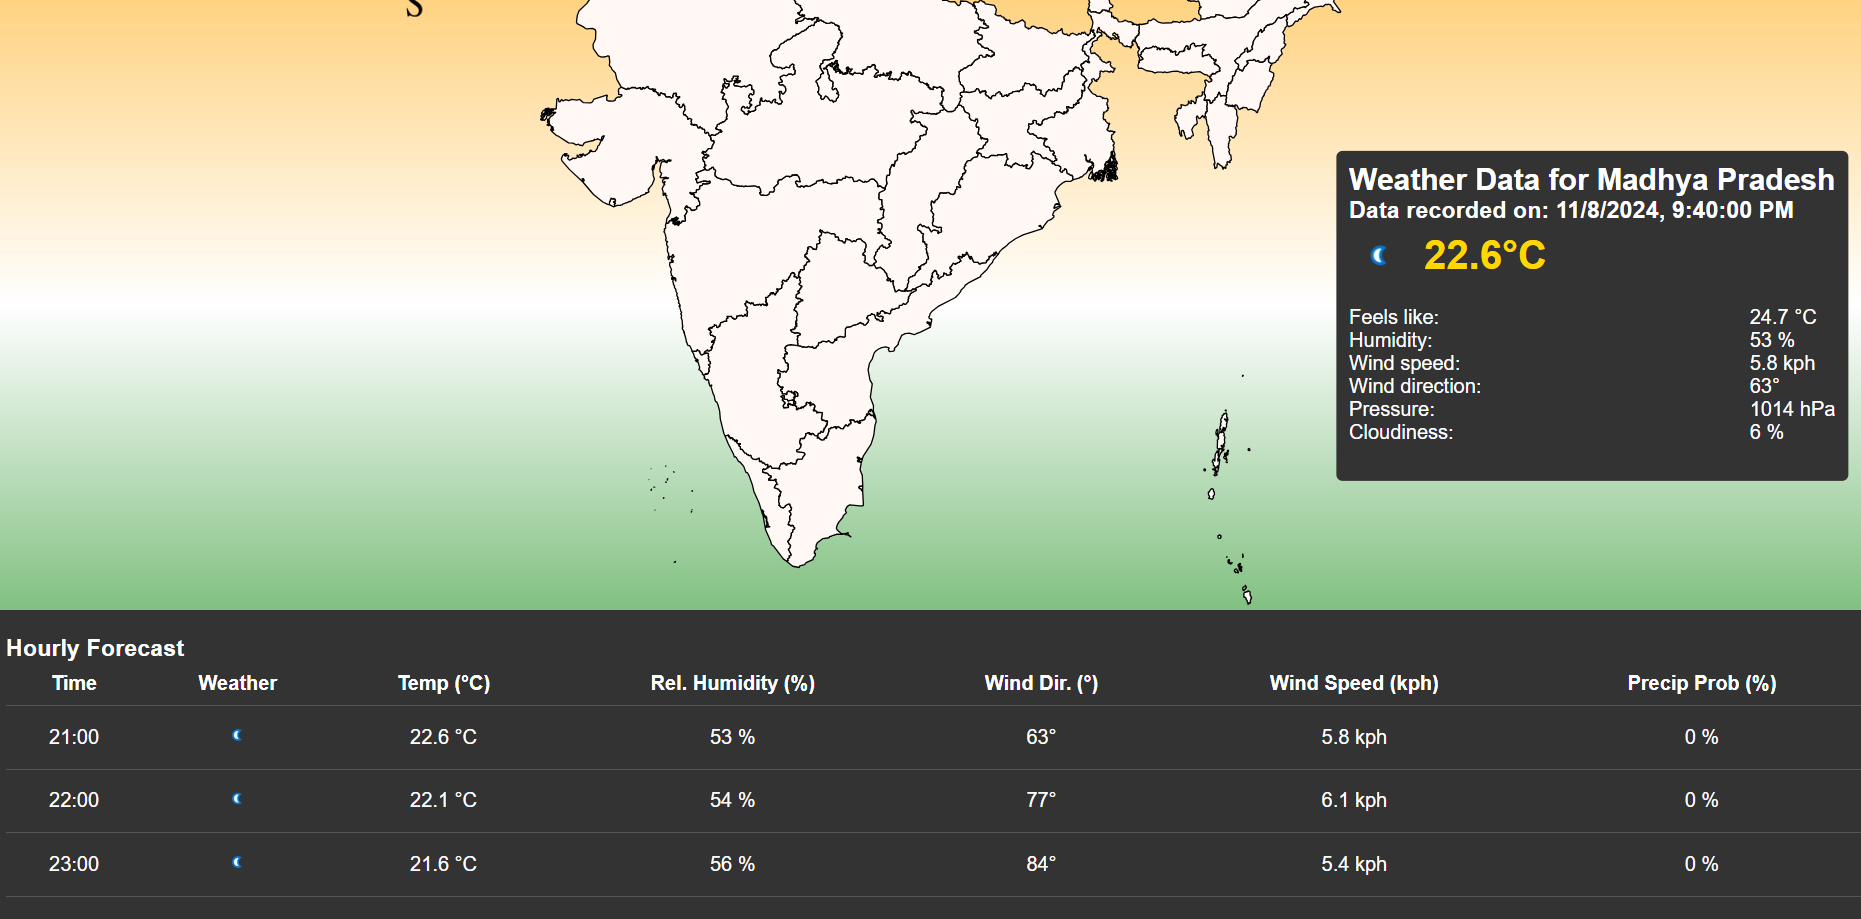 S
Weather Data for Madhya Pradesh
Data recorded on: 11/8/2024, 9:40:00 PM
22.6°C
Feels like: 24.7 °C
Humidity: 53 %
Wind speed: 5.8 kph
Wind direction: 63°
Pressure: 1014 hPa
Cloudiness: 6 %
Hourly Forecast
Time Weather Temp (°C) Rel. Humidity (%) Wind Dir. (°) Wind Speed (kph) Precip Prob (%)
21:00 22.6 °C 53 % 63° 5.8 kph 0 %
22:00 22.1 °C 54 % 77° 6.1 kph 0 %
23:00 21.6 °C 56 % 84° 5.4 kph 0 %